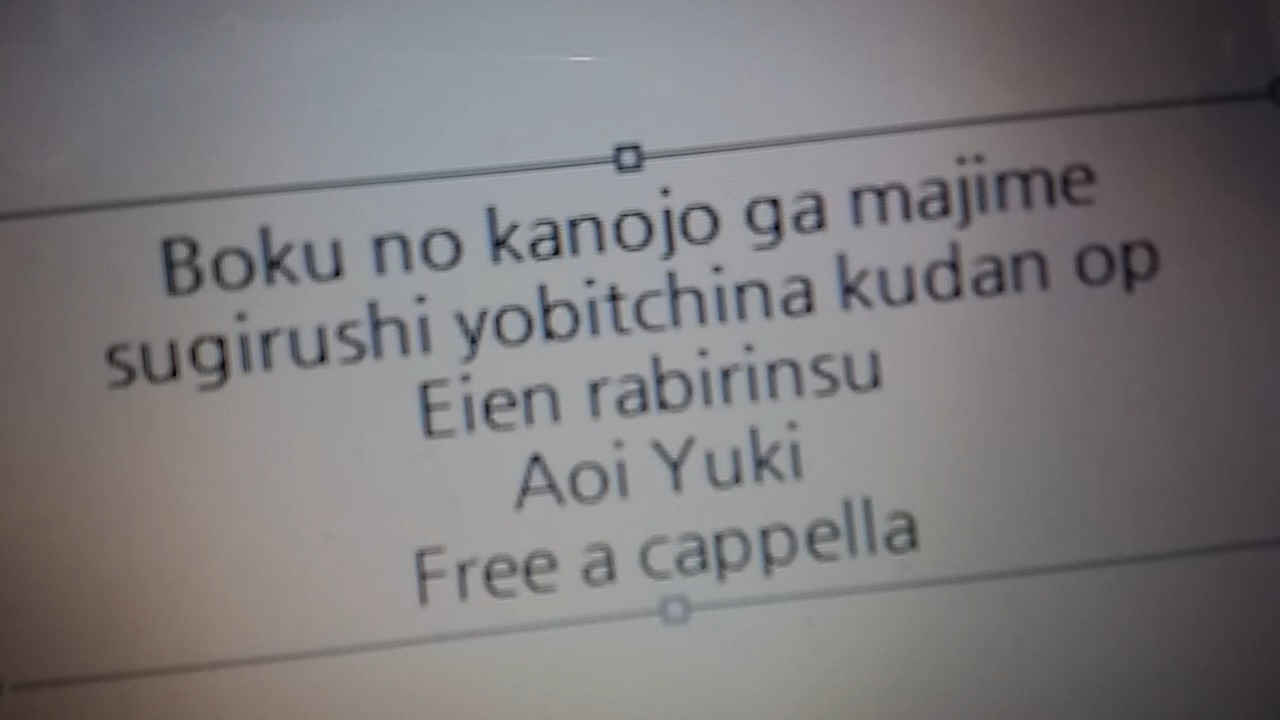 Boku no kanojo ga majime
sugirushi yobitchina kudan op
Eien rabirinsu
Aoi Yuki
Free a cappella